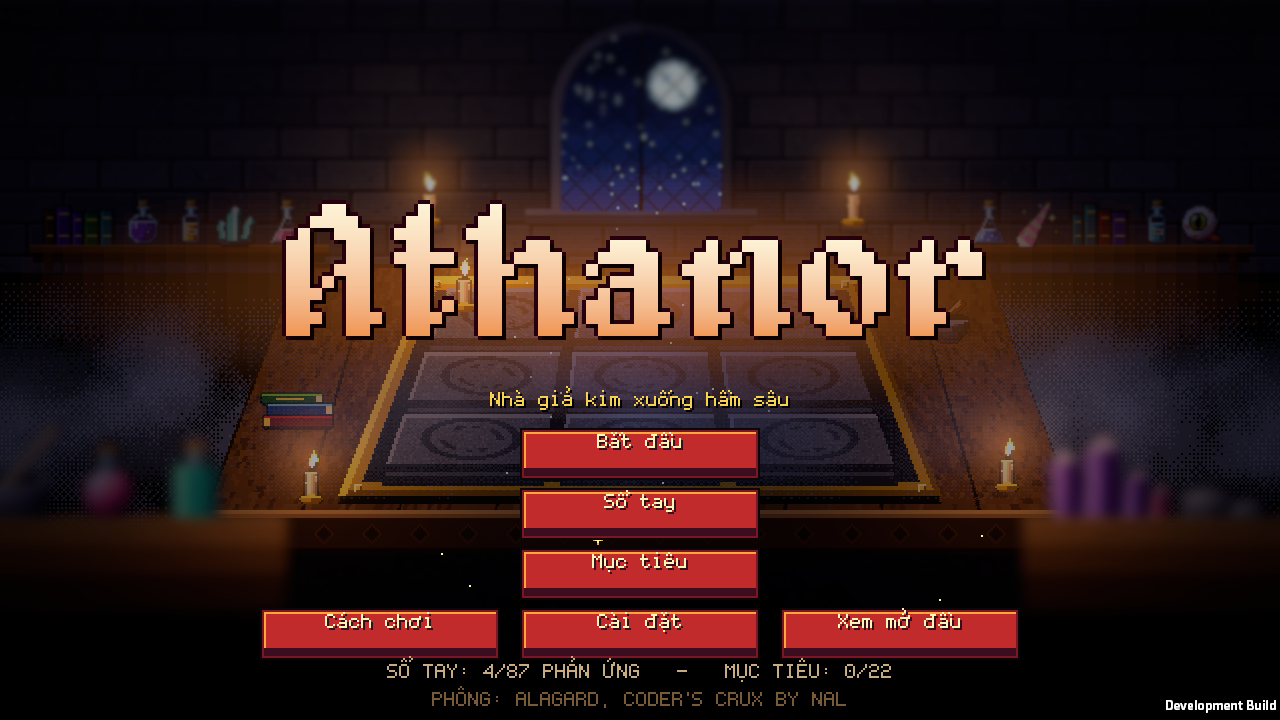 Athanor
Nhà giả kim xuống hầm sâu
Bắt đầu
Sổ tay
Mục tiêu
Cách chơi
Cài đặt
Xem mở đầu
SỔ TAY: 4/87 PHẢN ỨNG – MỤC TIÊU: 0/22
PHÔNG: ALAGARD, CODER'S CRUX BY NAL
Development Build